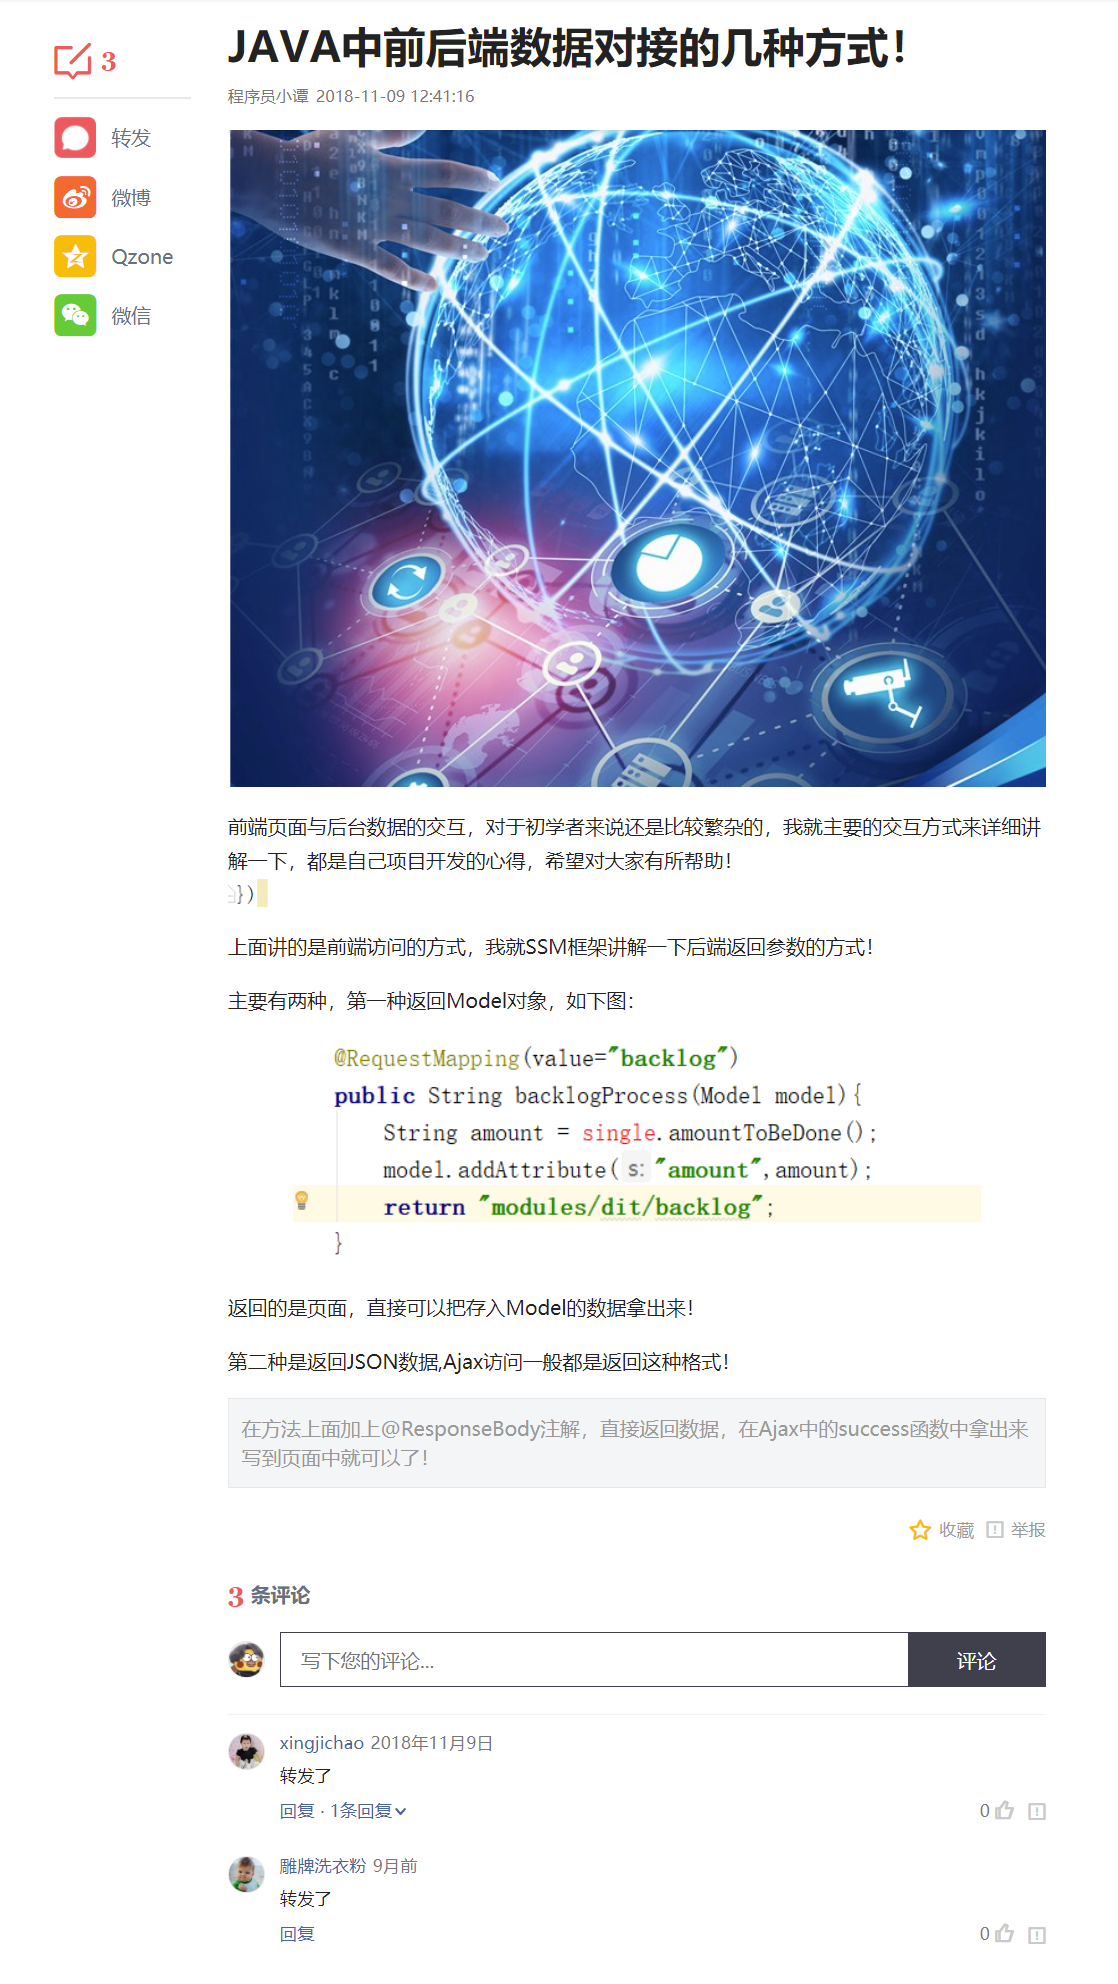 JAVA中前后端数据对接的几种方式！
程序员小谭 2018-11-09 12:41:16
3
转发
微博
Qzone
微信
前端页面与后台数据的交互，对于初学者来说还是比较繁杂的，我就主要的交互方式来详细讲
解一下，都是自己项目开发的心得，希望对大家有所帮助！
})
上面讲的是前端访问的方式，我就SSM框架讲解一下后端返回参数的方式！
主要有两种，第一种返回Model对象，如下图：
@RequestMapping(value="backlog")
public String backlogProcess(Model model){
String amount = single.amountToBeDone();
model.addAttribute( s: "amount",amount);
return "modules/dit/backlog";
}
返回的是页面，直接可以把存入Model的数据拿出来！
第二种是返回JSON数据,Ajax访问一般都是返回这种格式！
在方法上面加上@ResponseBody注解，直接返回数据，在Ajax中的success函数中拿出来
写到页面中就可以了！
收藏 举报
3 条评论
写下您的评论...
评论
xingjichao 2018年11月9日
转发了
回复 · 1条回复
0
雕牌洗衣粉 9月前
转发了
回复
0